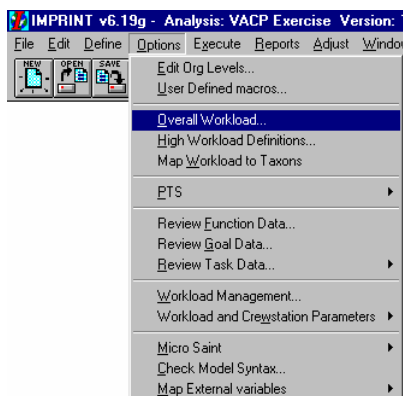 IMPRINT v6.19g - Analysis: VACP Exercise Version:
File Edit Define Options Execute Reports Adjust
NEW OPEN SAVE
Edit Org Levels...
User Defined macros...
Overall Workload...
High Workload Definitions...
Map Workload to Taxons
PTS
Review Function Data...
Review Goal Data...
Review Task Data...
Workload Management...
Workload and Crewstation Parameters
Micro Saint
Check Model Syntax...
Map External variables